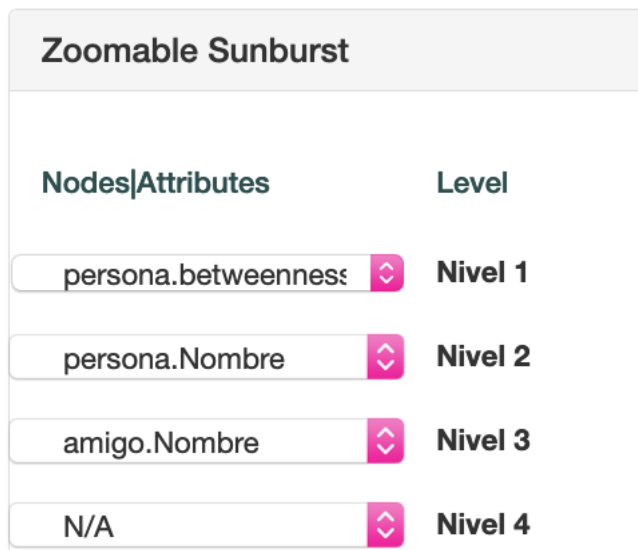 Zoomable Sunburst
Nodes|Attributes Level
persona.betweenness Nivel 1
persona.Nombre Nivel 2
amigo.Nombre Nivel 3
N/A Nivel 4